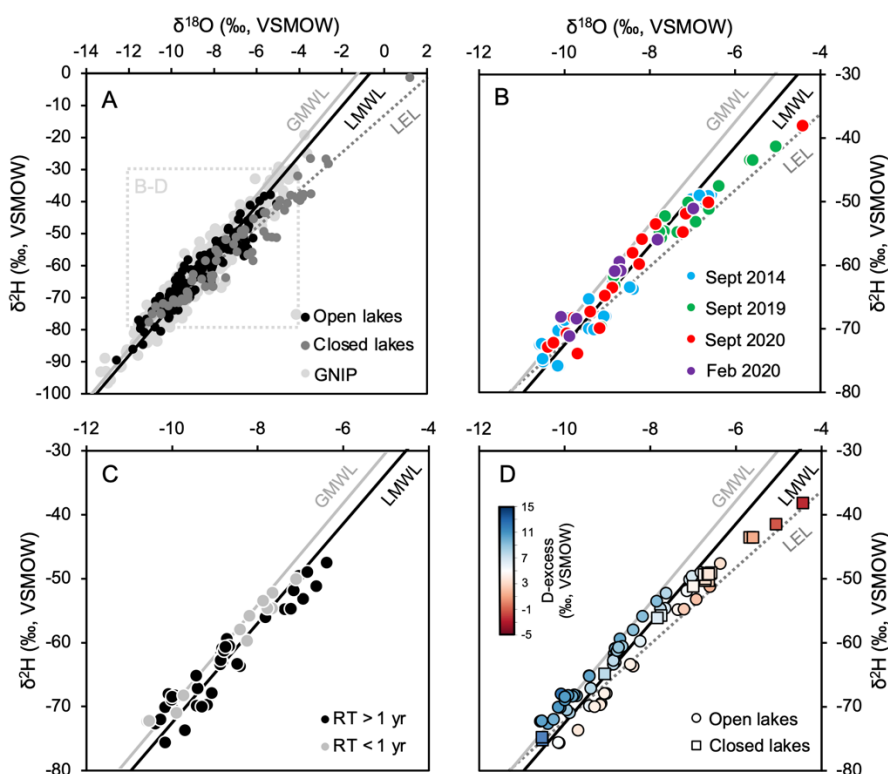 δ¹⁸O (‰, VSMOW)
-14 -12 -10 -8 -6 -4 -2 0 2
δ²H (‰, VSMOW)
0
-10
-20
-30
-40
-50
-60
-70
-80
-90
-100
A
GMWL
LMWL
LEL
B-D
Open lakes
Closed lakes
GNIP
δ¹⁸O (‰, VSMOW)
-12 -10 -8 -6 -4
B
GMWL
LMWL
LEL
Sept 2014
Sept 2019
Sept 2020
Feb 2020
-30
-40
-50
-60
-70
-80
δ²H (‰, VSMOW)
-12 -10 -8 -6 -4
δ²H (‰, VSMOW)
-30
-40
-50
-60
-70
-80
C
GMWL
LMWL
RT > 1 yr
RT < 1 yr
-12 -10 -8 -6 -4
D
GMWL
LMWL
LEL
15
11
7
3
-1
-5
D-excess
(‰, VSMOW)
Open lakes
Closed lakes
-30
-40
-50
-60
-70
-80
δ²H (‰, VSMOW)